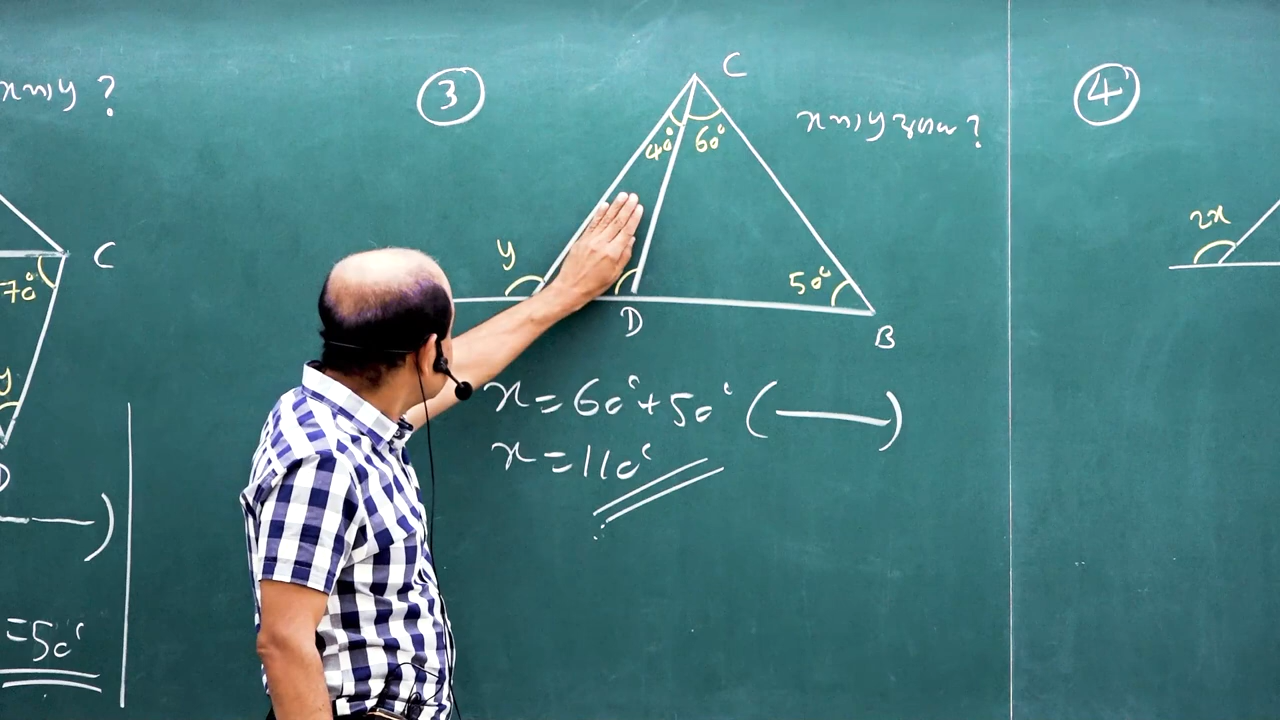 y ?
C
70°
y
D
=50°
3
C
40° 60°
y
50°
D
B
x = 60° + 50° ( — )
x = 110°
4
2x